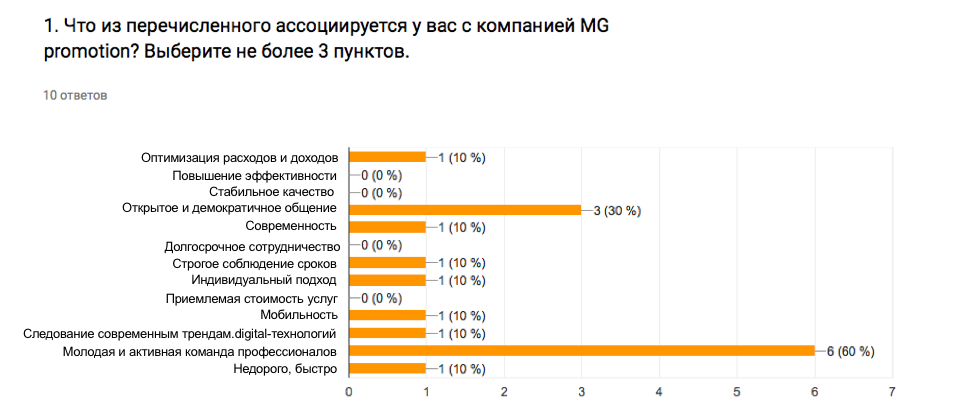 1. Что из перечисленного ассоциируется у вас с компанией MG
promotion? Выберите не более 3 пунктов.
10 ответов
Оптимизация расходов и доходов 1 (10 %)
Повышение эффективности 0 (0 %)
Стабильное качество 0 (0 %)
Открытое и демократичное общение 3 (30 %)
Современность 1 (10 %)
Долгосрочное сотрудничество 0 (0 %)
Строгое соблюдение сроков 1 (10 %)
Индивидуальный подход 1 (10 %)
Приемлемая стоимость услуг 0 (0 %)
Мобильность 1 (10 %)
Следование современным трендам.digital-технологий 1 (10 %)
Молодая и активная команда профессионалов 6 (60 %)
Недорого, быстро 1 (10 %)
0 1 2 3 4 5 6 7